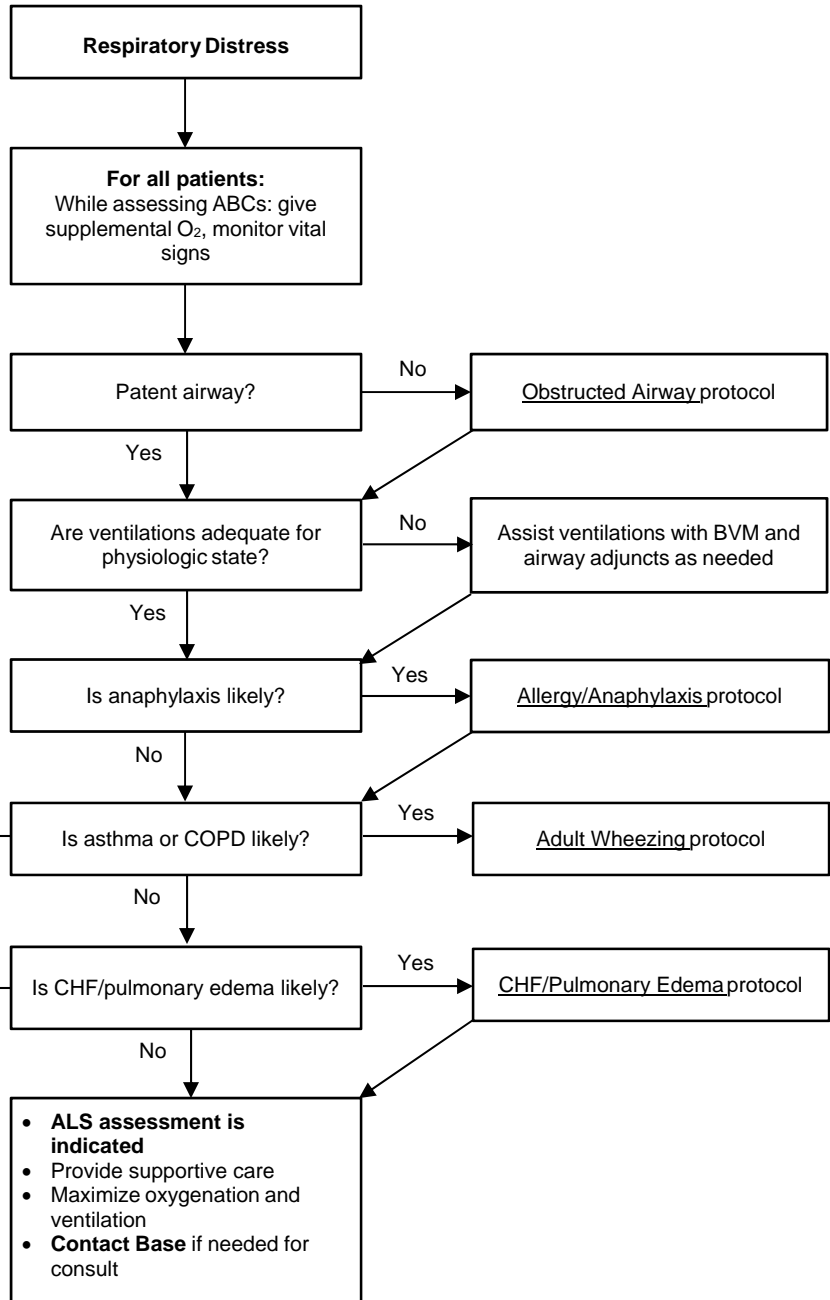 Respiratory Distress
For all patients:
While assessing ABCs: give
supplemental O₂, monitor vital
signs
Patent airway?
No
Obstructed Airway protocol
Yes
Are ventilations adequate for
physiologic state?
No
Assist ventilations with BVM and
airway adjuncts as needed
Yes
Is anaphylaxis likely?
Yes
Allergy/Anaphylaxis protocol
No
Is asthma or COPD likely?
Yes
Adult Wheezing protocol
No
Is CHF/pulmonary edema likely?
Yes
CHF/Pulmonary Edema protocol
No
• ALS assessment is
indicated
• Provide supportive care
• Maximize oxygenation and
ventilation
• Contact Base if needed for
consult